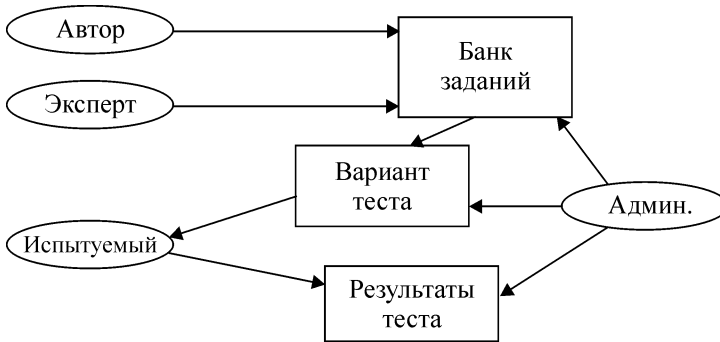 Автор
Банк
заданий
Эксперт
Вариант
теста
Админ.
Испытуемый
Результаты
теста